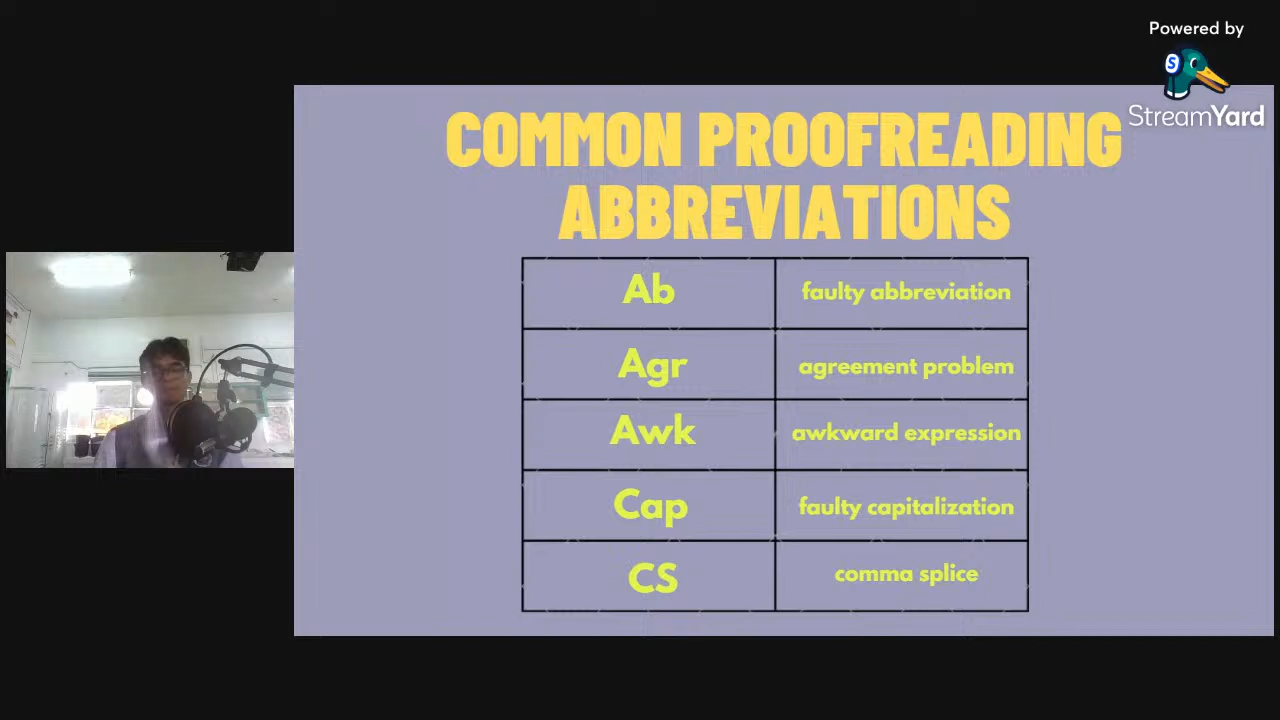 Powered by
StreamYard
COMMON PROOFREADING
ABBREVIATIONS
Ab faulty abbreviation
Agr agreement problem
Awk awkward expression
Cap faulty capitalization
CS comma splice